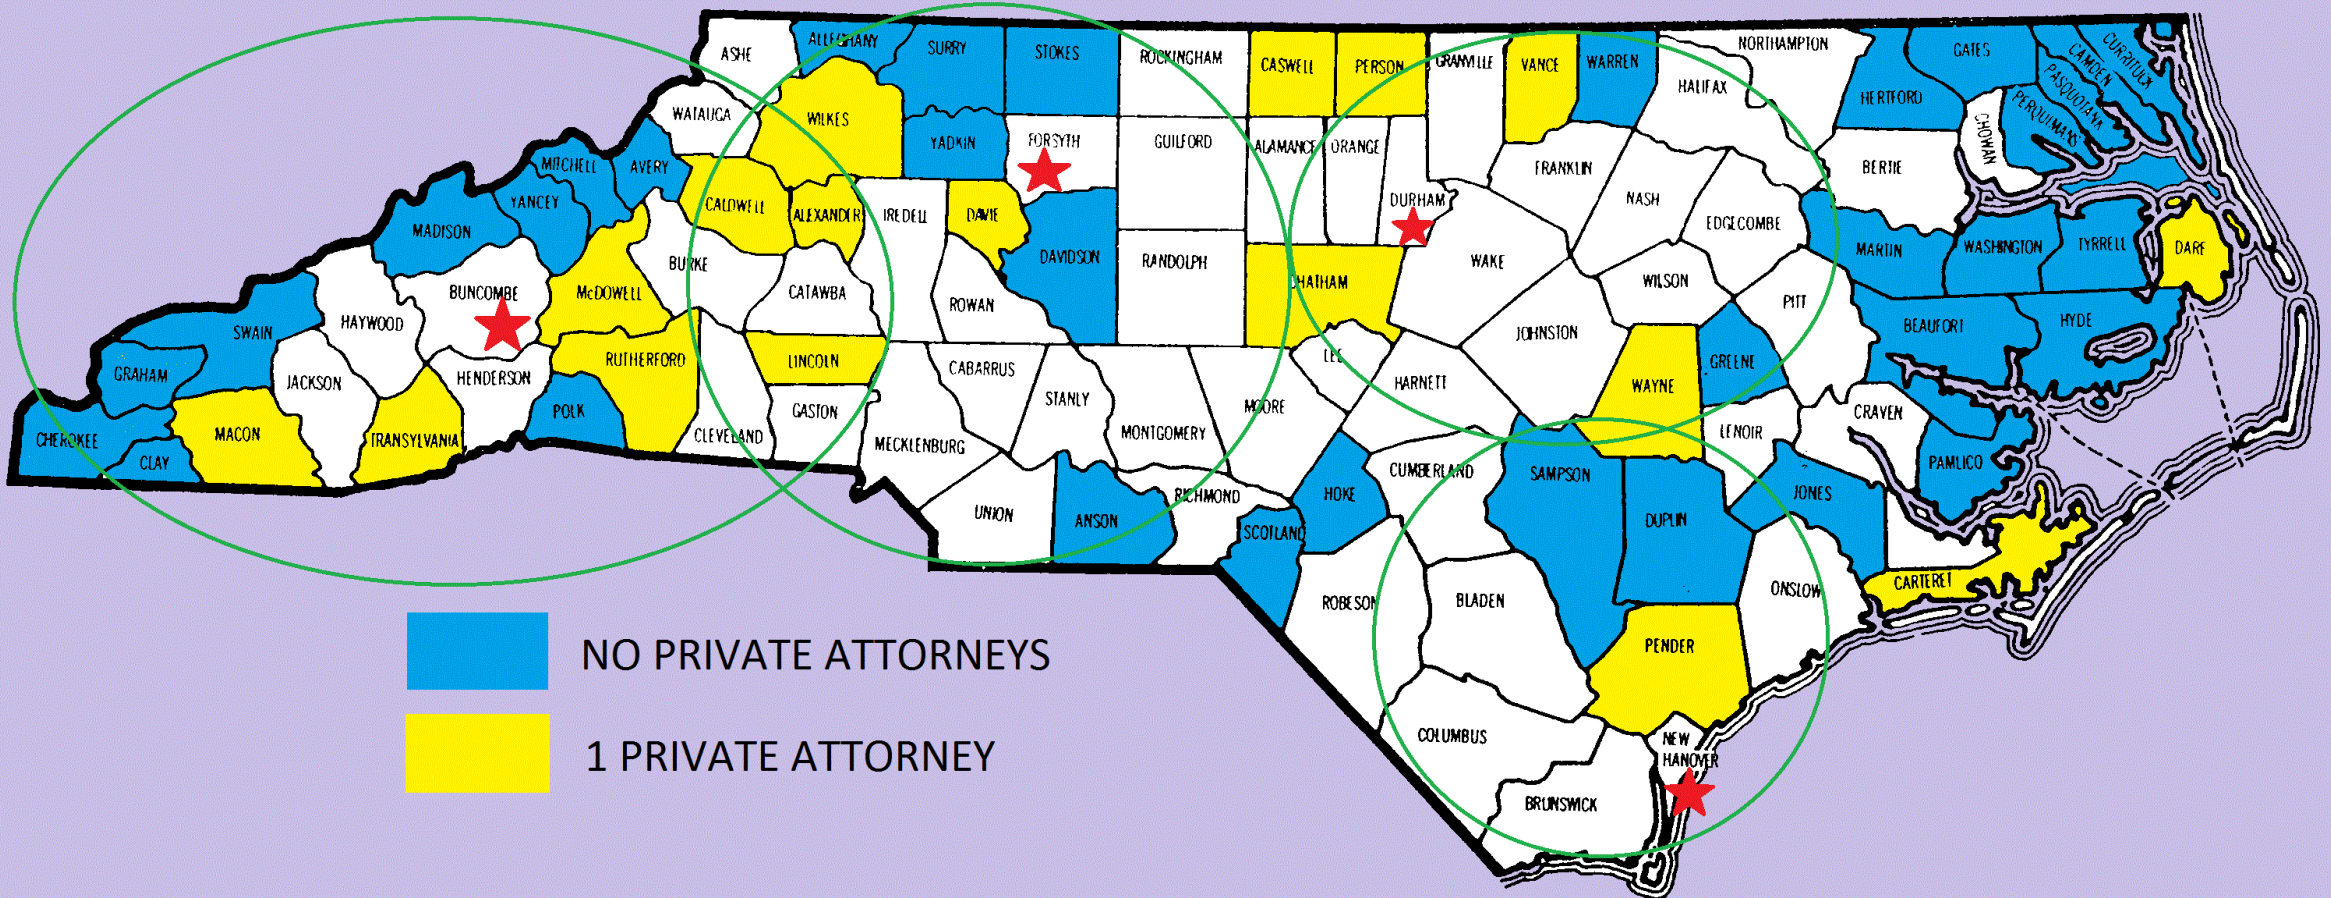 ASHE
ALLEGHANY
SURRY
STOKES
ROCKINGHAM
CASWELL
PERSON
GRANVILLE
VANCE
WARREN
NORTHAMPTON
HALIFAX
HERTFORD
GATES
CURRITUCK
CAMDEN
PASQUOTANK
PERQUIMANS
CHOWAN
WATAUGA
WILKES
YADKIN
FORSYTH
GUILFORD
ALAMANCE
ORANGE
DURHAM
FRANKLIN
NASH
EDGECOMBE
BERTIE
MITCHELL
AVERY
YANCEY
MADISON
CALDWELL
ALEXANDER
IREDELL
DAVIE
DAVIDSON
RANDOLPH
CHATHAM
WAKE
WILSON
PITT
MARTIN
WASHINGTON
TYRRELL
DARE
BUNCOMBE
McDOWELL
BURKE
CATAWBA
ROWAN
JOHNSTON
GREENE
BEAUFORT
HYDE
SWAIN
HAYWOOD
GRAHAM
JACKSON
HENDERSON
RUTHERFORD
LINCOLN
CABARRUS
LEE
HARNETT
WAYNE
CHEROKEE
CLAY
MACON
TRANSYLVANIA
POLK
CLEVELAND
GASTON
MECKLENBURG
STANLY
MONTGOMERY
MOORE
LENOIR
CRAVEN
PAMLICO
UNION
ANSON
RICHMOND
SCOTLAND
HOKE
CUMBERLAND
SAMPSON
DUPLIN
JONES
CARTERET
ROBESON
BLADEN
ONSLOW
PENDER
COLUMBUS
NEW
HANOVER
BRUNSWICK
NO PRIVATE ATTORNEYS
1 PRIVATE ATTORNEY